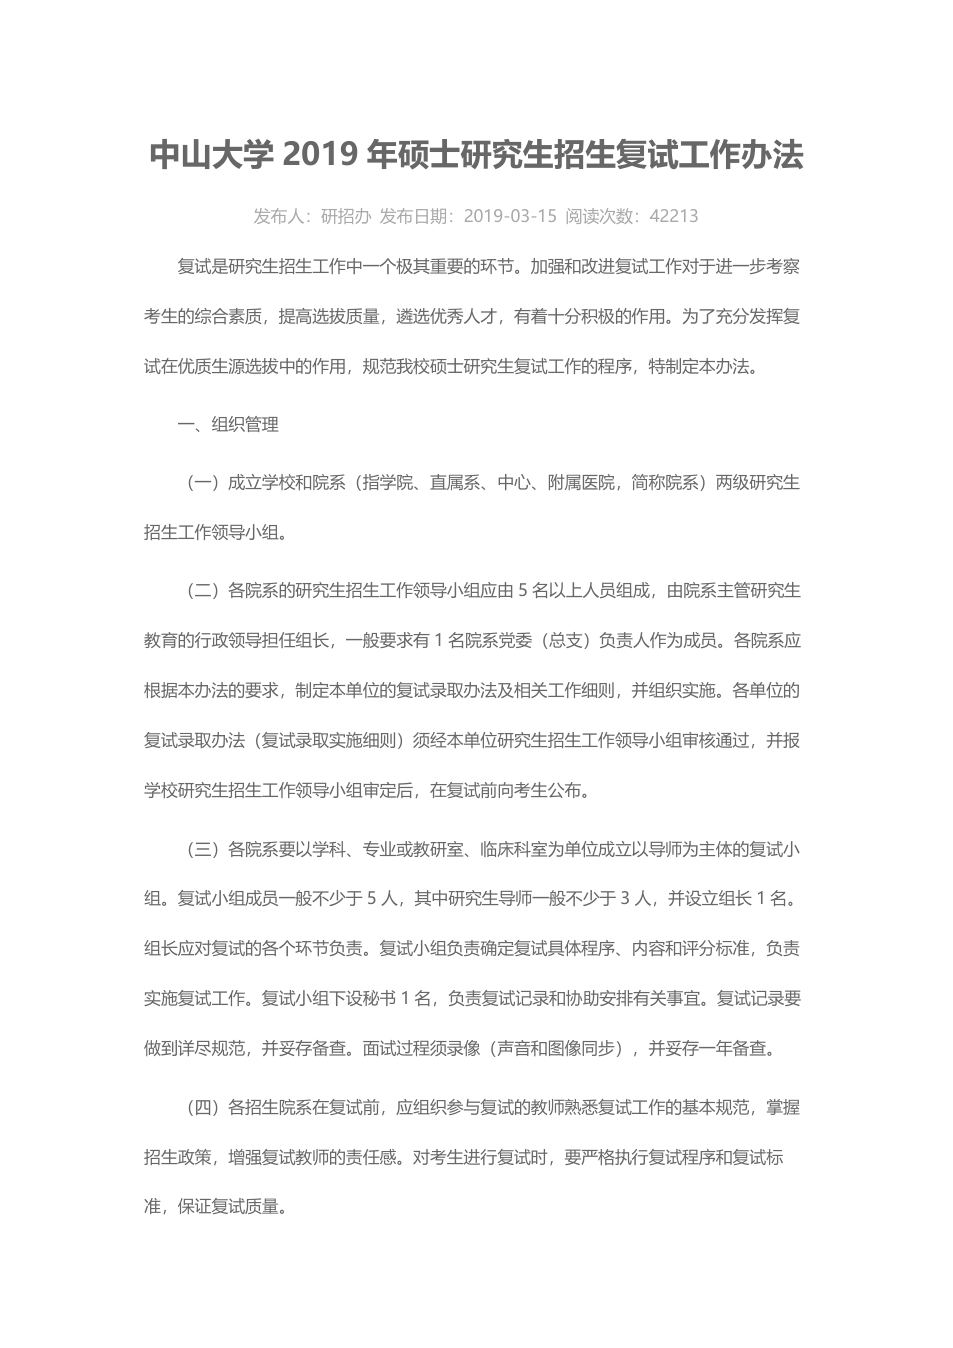 中山大学 2019 年硕士研究生招生复试工作办法
发布人：研招办 发布日期：2019-03-15 阅读次数：42213
复试是研究生招生工作中一个极其重要的环节。加强和改进复试工作对于进一步考察
考生的综合素质，提高选拔质量，遴选优秀人才，有着十分积极的作用。为了充分发挥复
试在优质生源选拔中的作用，规范我校硕士研究生复试工作的程序，特制定本办法。
一、组织管理
（一）成立学校和院系（指学院、直属系、中心、附属医院，简称院系）两级研究生
招生工作领导小组。
（二）各院系的研究生招生工作领导小组应由 5 名以上人员组成，由院系主管研究生
教育的行政领导担任组长，一般要求有 1 名院系党委（总支）负责人作为成员。各院系应
根据本办法的要求，制定本单位的复试录取办法及相关工作细则，并组织实施。各单位的
复试录取办法（复试录取实施细则）须经本单位研究生招生工作领导小组审核通过，并报
学校研究生招生工作领导小组审定后，在复试前向考生公布。
（三）各院系要以学科、专业或教研室、临床科室为单位成立以导师为主体的复试小
组。复试小组成员一般不少于 5 人，其中研究生导师一般不少于 3 人，并设立组长 1 名。
组长应对复试的各个环节负责。复试小组负责确定复试具体程序、内容和评分标准，负责
实施复试工作。复试小组下设秘书 1 名，负责复试记录和协助安排有关事宜。复试记录要
做到详尽规范，并妥存备查。面试过程须录像（声音和图像同步），并妥存一年备查。
（四）各招生院系在复试前，应组织参与复试的教师熟悉复试工作的基本规范，掌握
招生政策，增强复试教师的责任感。对考生进行复试时，要严格执行复试程序和复试标
准，保证复试质量。